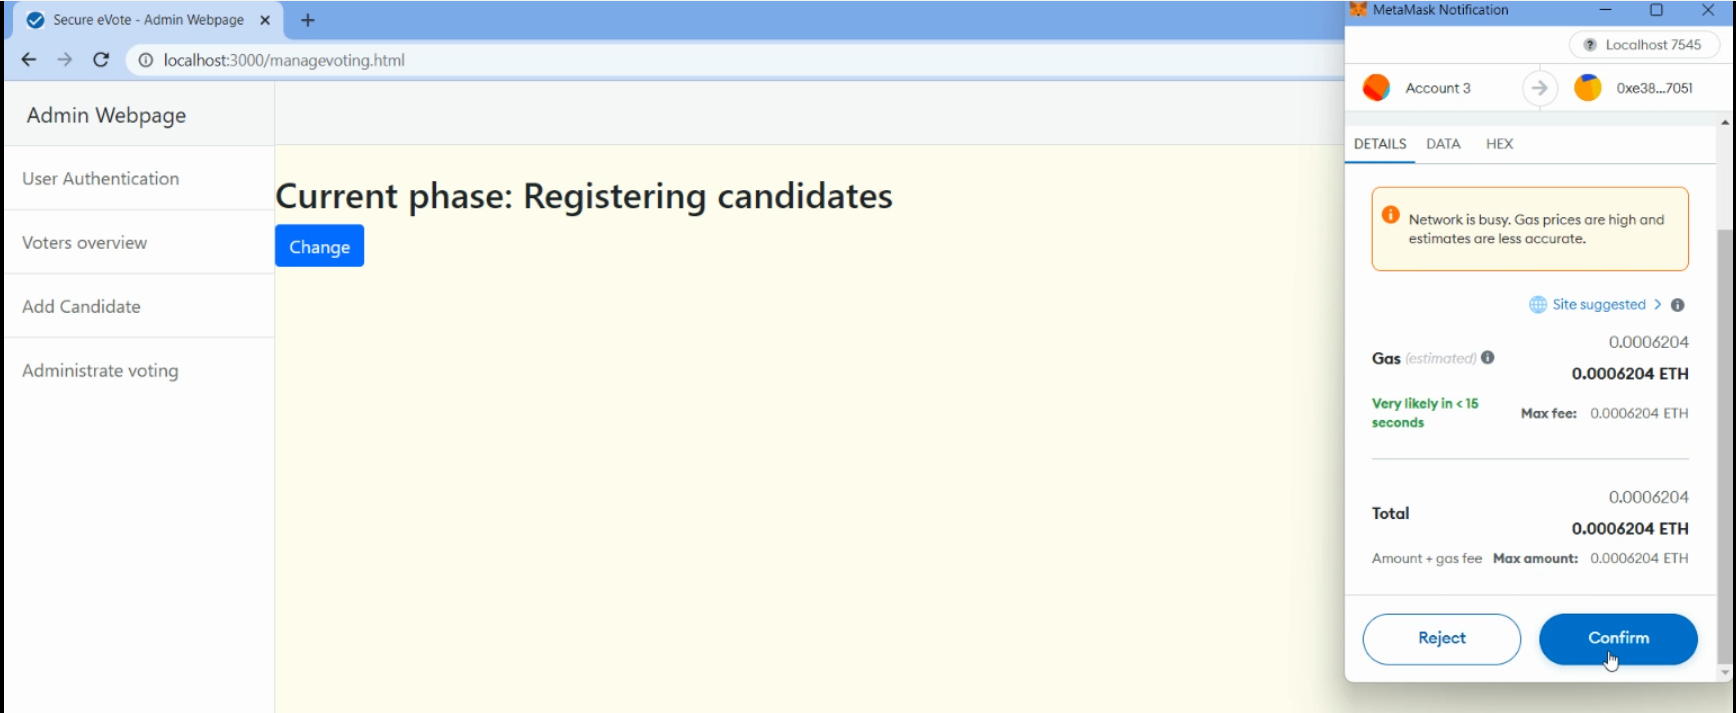 Secure eVote - Admin Webpage
localhost:3000/managevoting.html
Admin Webpage
User Authentication
Voters overview
Add Candidate
Administrate voting
Current phase: Registering candidates
Change
MetaMask Notification
Localhost 7545
Account 3
0xe38...7051
DETAILS DATA HEX
Network is busy. Gas prices are high and
estimates are less accurate.
Site suggested >
0.0006204
Gas (estimated)
0.0006204 ETH
Very likely in < 15
seconds
Max fee: 0.0006204 ETH
0.0006204
Total
0.0006204 ETH
Amount + gas fee Max amount: 0.0006204 ETH
Reject
Confirm